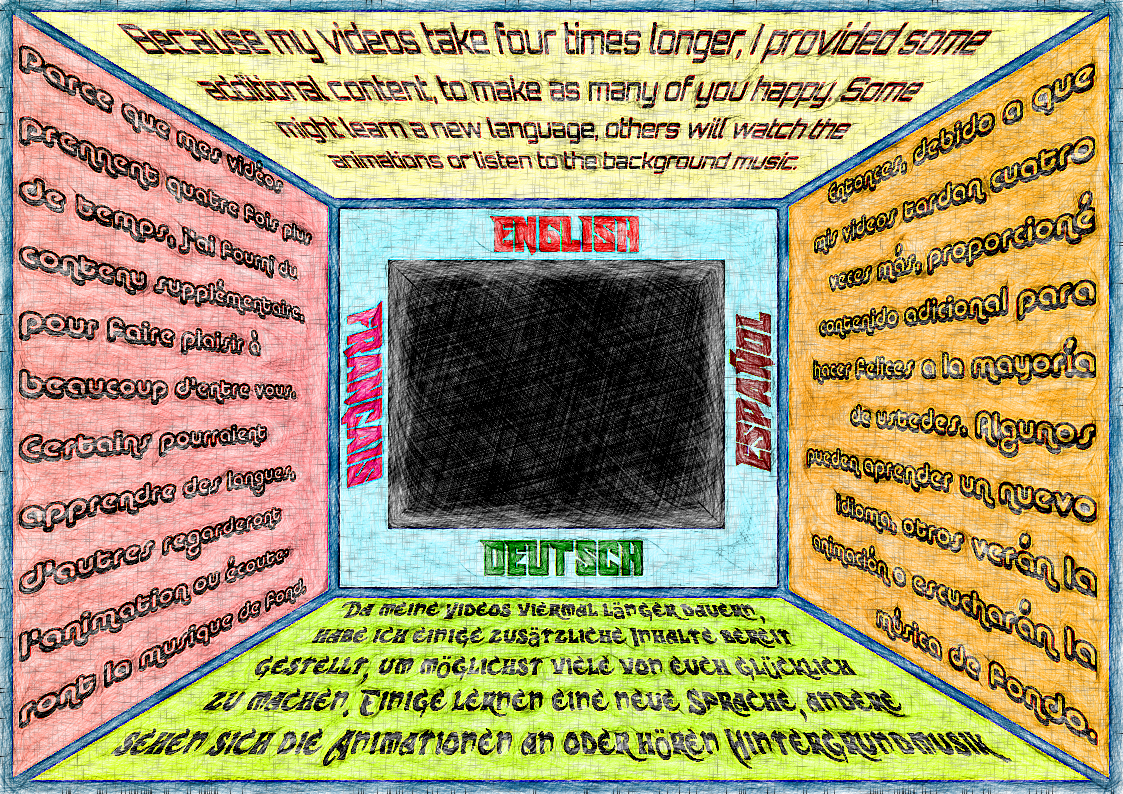 Because my videos take four times longer, I provided some
additional content, to make as many of you happy. Some
might learn a new language, others will watch the
animations or listen to the background music.
ENGLISH
FRANÇAIS
ESPAÑOL
DEUTSCH
Parce que mes vidéos
prennent quatre fois plus
de temps, j'ai fourni du
contenu supplémentaire,
pour faire plaisir à
beaucoup d'entre vous.
Certains pourraient
apprendre des langues,
d'autres regarderont
l'animation ou écoute-
ront la musique de fond.
Entonces, debido a que
mis videos tardan cuatro
veces más, proporcioné
contenido adicional para
hacer felices a la mayoría
de ustedes. Algunos
pueden aprender un nuevo
idioma, otros verán la
animación o escucharán la
música de fondo.
Da meine Videos viermal länger dauern,
habe ich einige zusätzliche Inhalte bereit
gestellt, um möglichst viele von euch glücklich
zu machen. Einige lernen eine neue Sprache, andere
sehen sich die Animationen an oder hören Hintergrundmusik